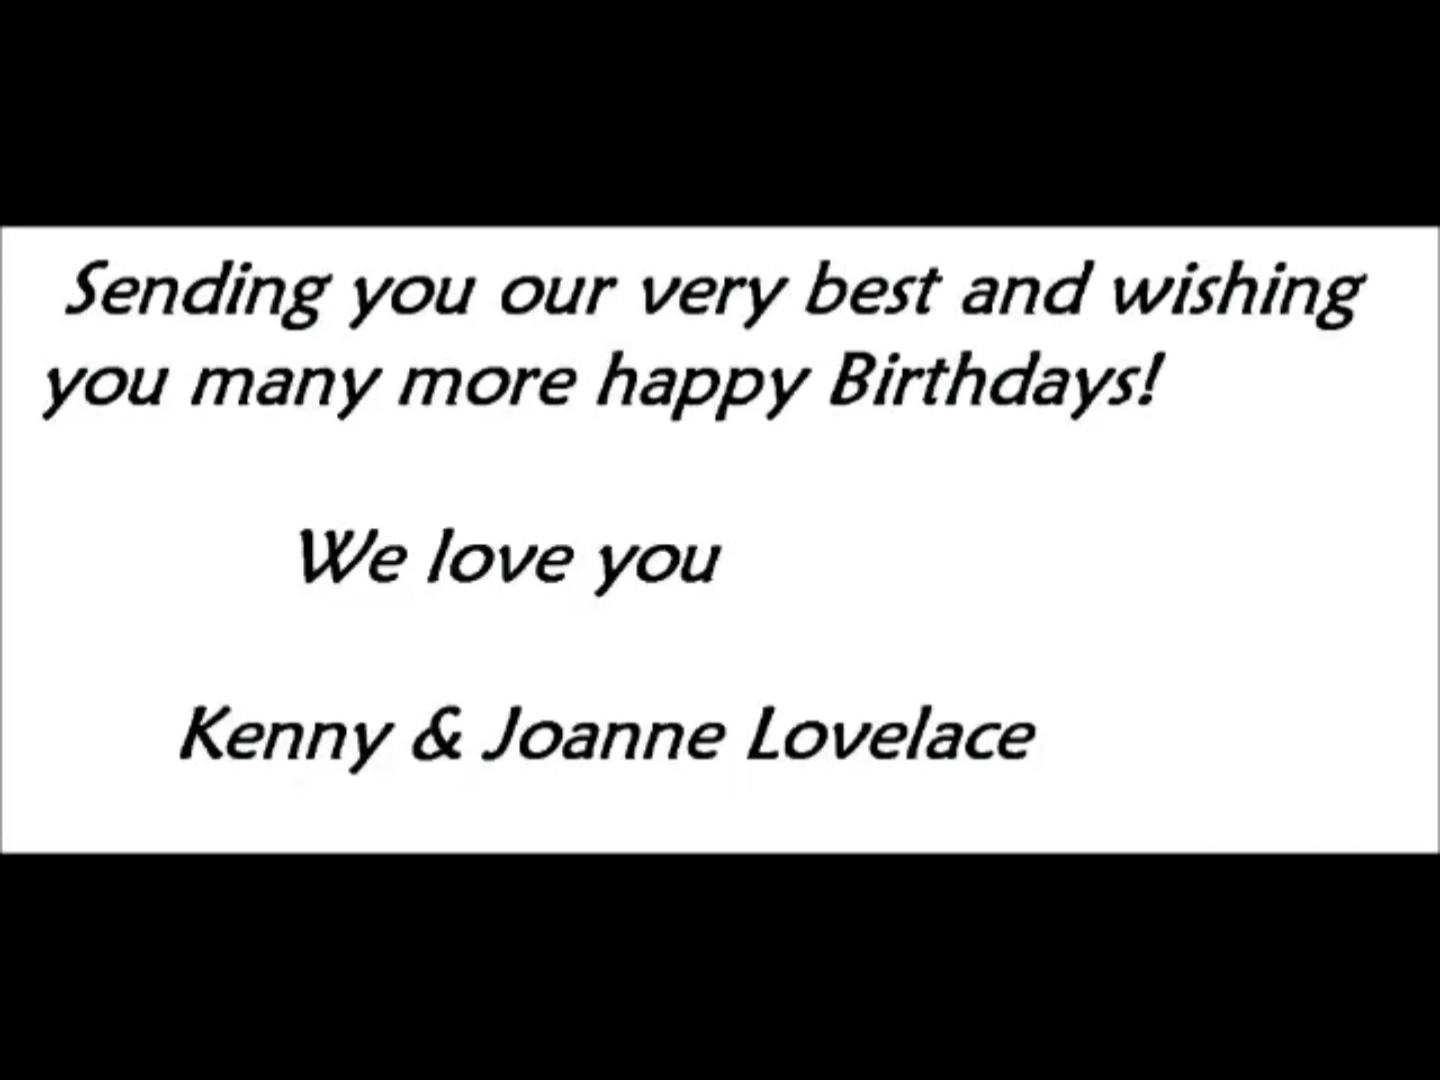 Sending you our very best and wishing
you many more happy Birthdays!
We love you
Kenny & Joanne Lovelace